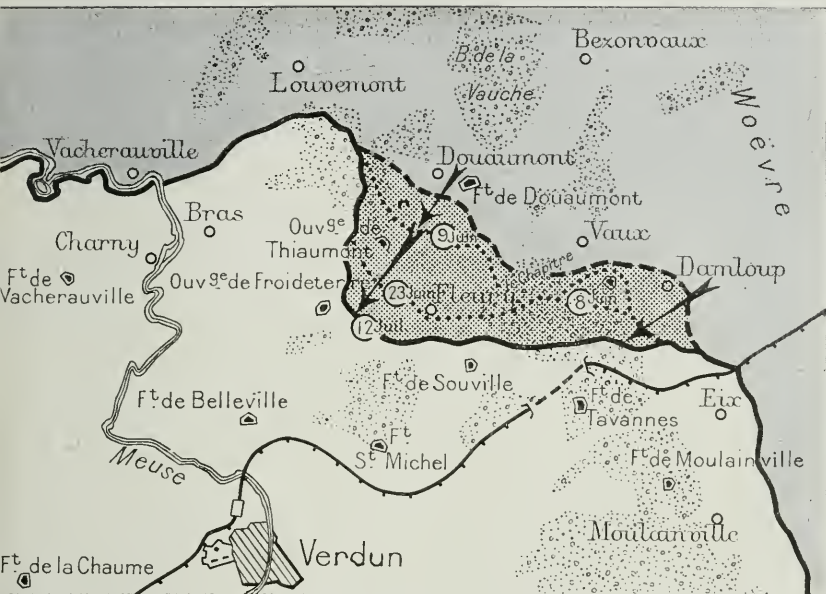 Bezonvaux
Louvemont
B. de la
Vauche
Woëvre
Vacherauville
Douaumont
Ft de Douaumont
Bras
Ouvge de
Thiaumont
9 Juin
Vaux
Charny
Ft de
Vacherauville
Ouvge de Froideterre
le Chapitre
Damloup
23 Juin
Fleury
8 Juin
12 Juil.
Ft de Souville
Ft de Belleville
Ft de
Tavannes
Eix
Ft
St Michel
Meuse
Ft de Moulainville
Moulainville
Verdun
Ft de la Chaume